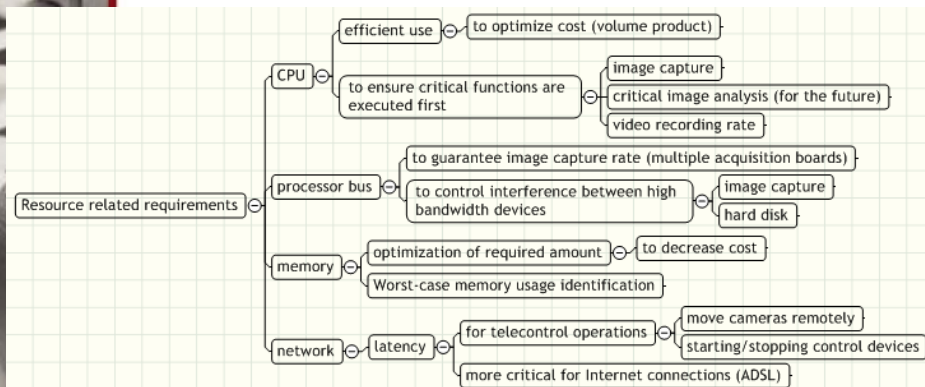 Resource related requirements
CPU
efficient use
to optimize cost (volume product)
to ensure critical functions are
executed first
image capture
critical image analysis (for the future)
video recording rate
processor bus
to guarantee image capture rate (multiple acquisition boards)
to control interference between high
bandwidth devices
image capture
hard disk
memory
optimization of required amount
to decrease cost
Worst-case memory usage identification
network
latency
for telecontrol operations
move cameras remotely
starting/stopping control devices
more critical for Internet connections (ADSL)